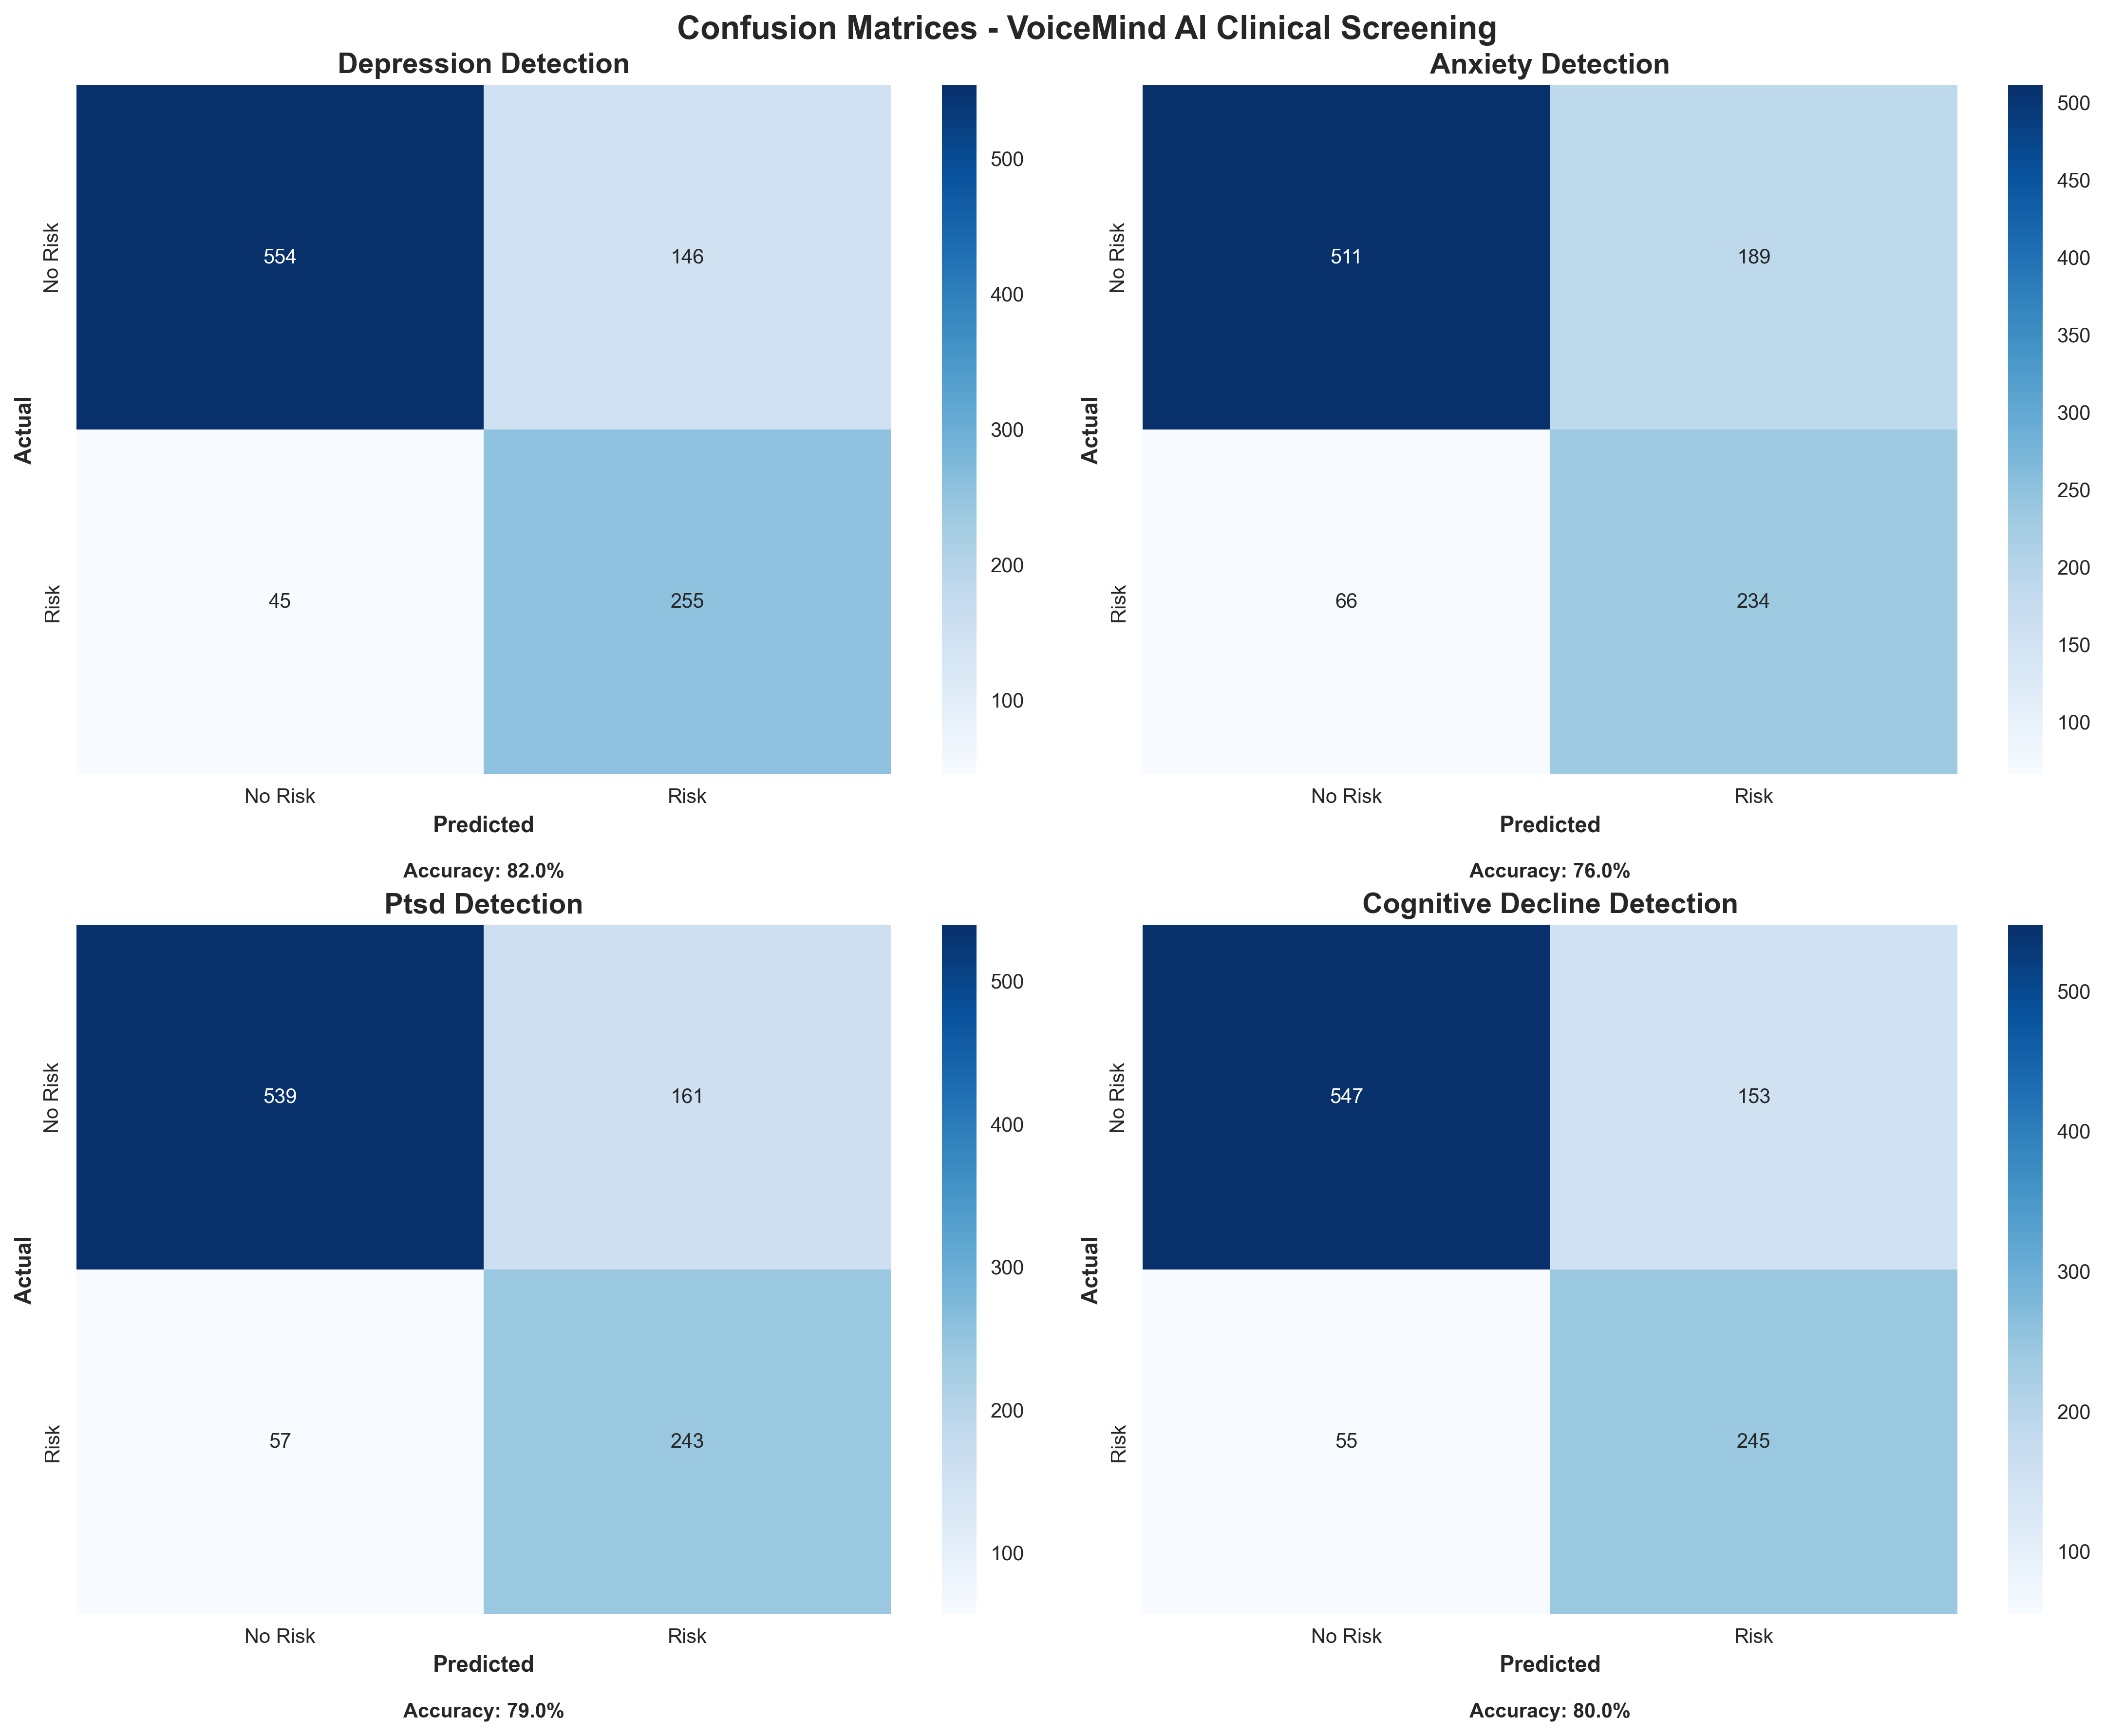 Confusion Matrices - VoiceMind AI Clinical Screening
Depression Detection
No Risk
554
146
500
400
300
200
100
Actual
Risk
45
255
No Risk
Risk
Predicted
Accuracy: 82.0%
Anxiety Detection
No Risk
511
189
500
450
400
350
300
250
200
150
100
Actual
Risk
66
234
No Risk
Risk
Predicted
Accuracy: 76.0%
Ptsd Detection
No Risk
539
161
500
400
300
200
100
Actual
Risk
57
243
No Risk
Risk
Predicted
Accuracy: 79.0%
Cognitive Decline Detection
No Risk
547
153
500
400
300
200
100
Actual
Risk
55
245
No Risk
Risk
Predicted
Accuracy: 80.0%